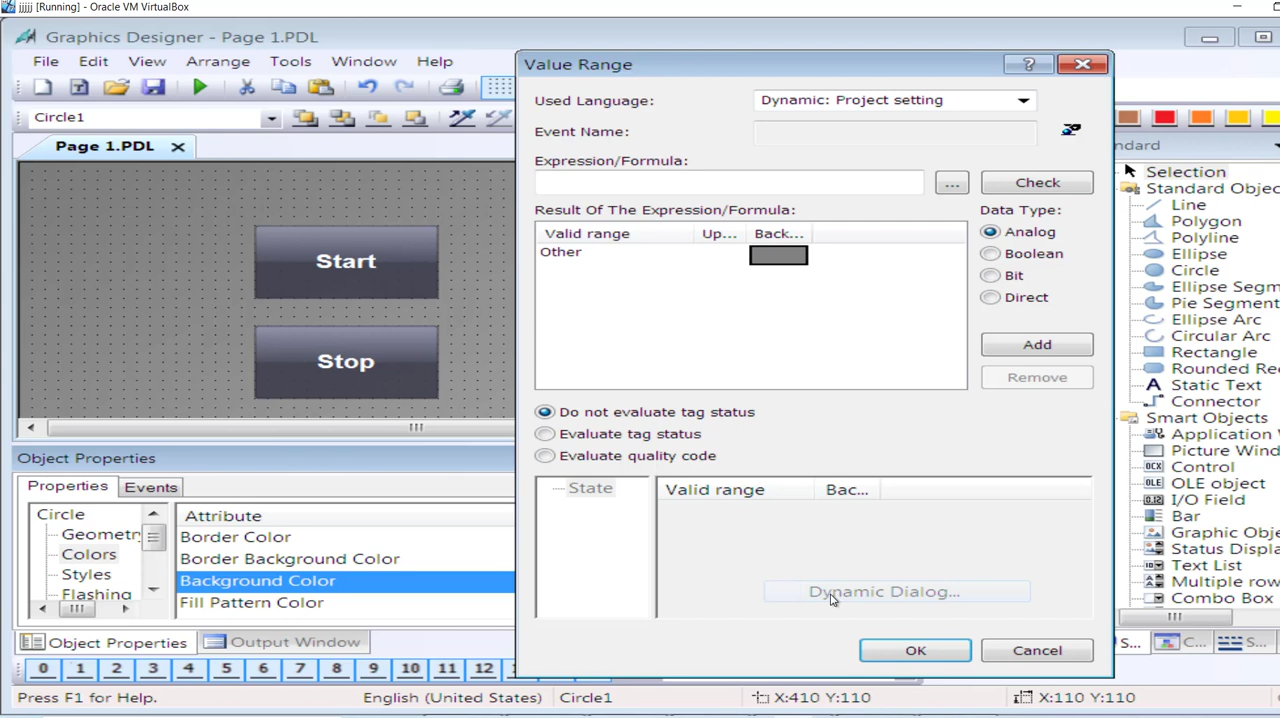 jjjjj [Running] - Oracle VM VirtualBox
Graphics Designer - Page 1.PDL
File Edit View Arrange Tools Window Help
Circle1
Page 1.PDL
Start
Stop
Object Properties
Properties Events
Circle
Geometry
Colors
Styles
Flashing
Attribute
Border Color
Border Background Color
Background Color
Fill Pattern Color
Object Properties Output Window
0 1 2 3 4 5 6 7 8 9 10 11 12
Press F1 for Help. English (United States) Circle1 X:410 Y:110 X:110 Y:110
Value Range
Used Language: Dynamic: Project setting
Event Name:
Expression/Formula:
... Check
Result Of The Expression/Formula:
Valid range Up... Back...
Other
Data Type:
Analog
Boolean
Bit
Direct
Add
Remove
Do not evaluate tag status
Evaluate tag status
Evaluate quality code
State
Valid range Bac...
Dynamic Dialog...
OK Cancel
ndard
Selection
Standard Objec
Line
Polygon
Polyline
Ellipse
Circle
Ellipse Segm
Pie Segment
Ellipse Arc
Circular Arc
Rectangle
Rounded Rec
A Static Text
Connector
Smart Objects
Application
Picture Wind
OCX Control
OLE OLE object
0.12 I/O Field
Bar
Graphic Obje
Status Displa
Text List
Multiple row
Combo Box
S... C... S...